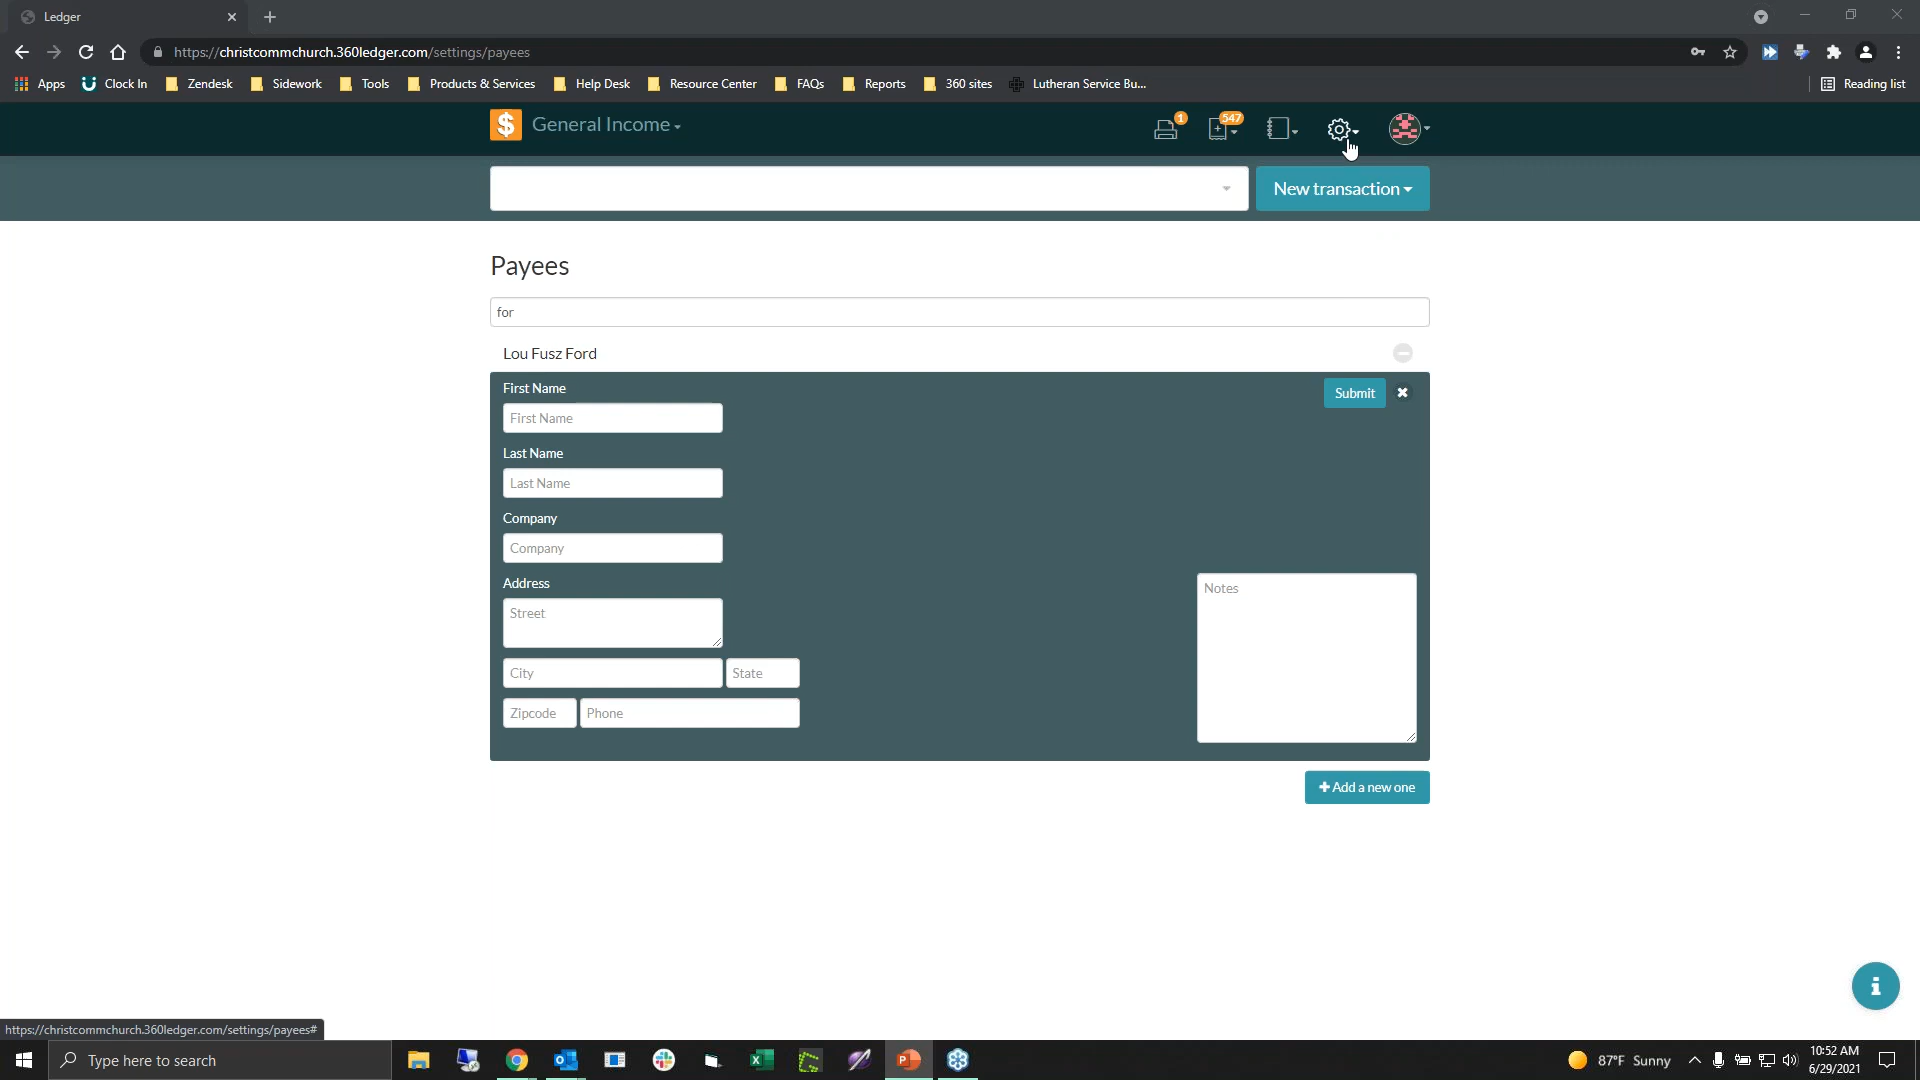 Ledger
https://christcommchurch.360ledger.com/settings/payees
Apps Clock In Zendesk Sidework Tools Products & Services Help Desk Resource Center FAQs Reports 360 sites Lutheran Service Bu... Reading list
$ General Income 1 547
New transaction
Payees
for
Lou Fusz Ford
First Name Submit
First Name
Last Name
Last Name
Company
Company
Address
Street
Notes
City State
Zipcode Phone
+ Add a new one
i
https://christcommchurch.360ledger.com/settings/payees#
Type here to search
87°F Sunny
10:52 AM
6/29/2021